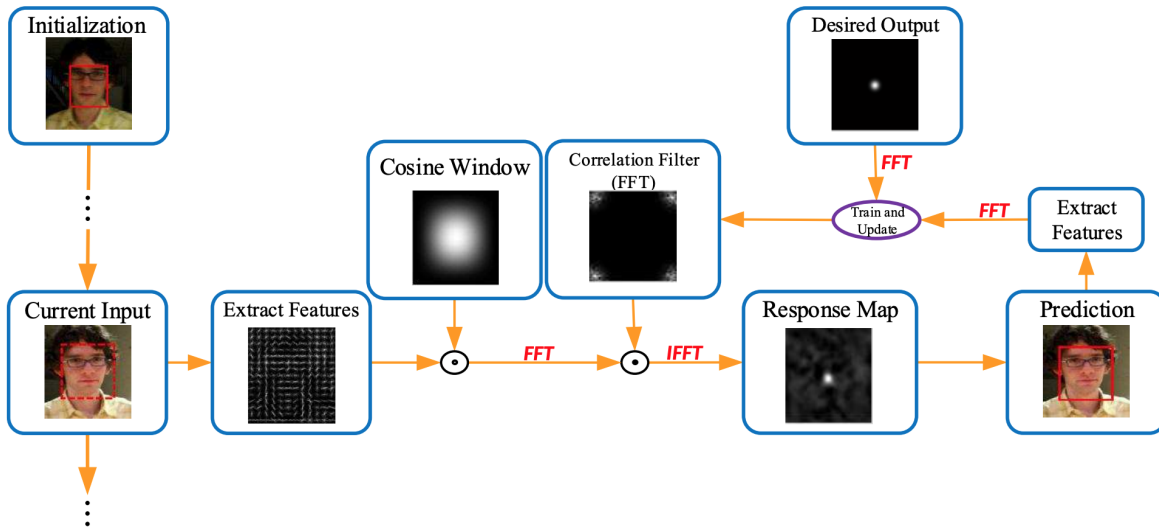 Initialization
Desired Output
Cosine Window
Correlation Filter
(FFT)
FFT
Train and
Update
FFT
Extract
Features
Current Input
Extract Features
FFT
IFFT
Response Map
Prediction